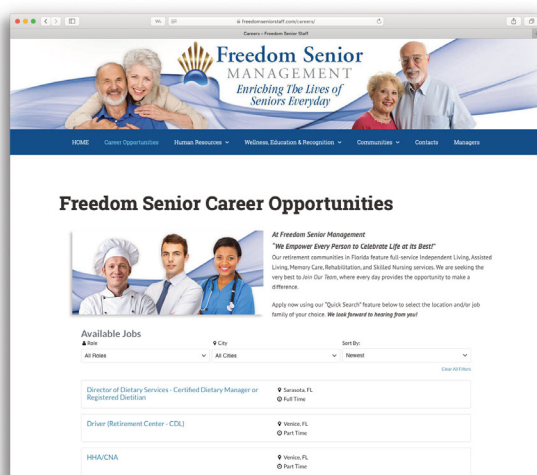 freedomseniorstaff.com/careers/
Careers – Freedom Senior Staff
Freedom Senior
MANAGEMENT
Enriching The Lives of
Seniors Everyday
HOME Career Opportunities Human Resources Wellness, Education & Recognition Communities Contacts Managers
Freedom Senior Career Opportunities
At Freedom Senior Management
"We Empower Every Person to Celebrate Life at its Best!"
Our retirement communities in Florida feature full-service Independent Living, Assisted
Living, Memory Care, Rehabilitation, and Skilled Nursing services. We are seeking the
very best to Join Our Team, where every day provides the opportunity to make a
difference.
Apply now using our "Quick Search" feature below to select the location and/or job
family of your choice. We look forward to hearing from you!
Available Jobs
Role City Sort By:
All Roles All Cities Newest
Clear All Filters
Director of Dietary Services - Certified Dietary Manager or
Registered Dietitian
Sarasota, FL
Full Time
Driver (Retirement Center - CDL)
Venice, FL
Part Time
HHA/CNA
Venice, FL
Part Time